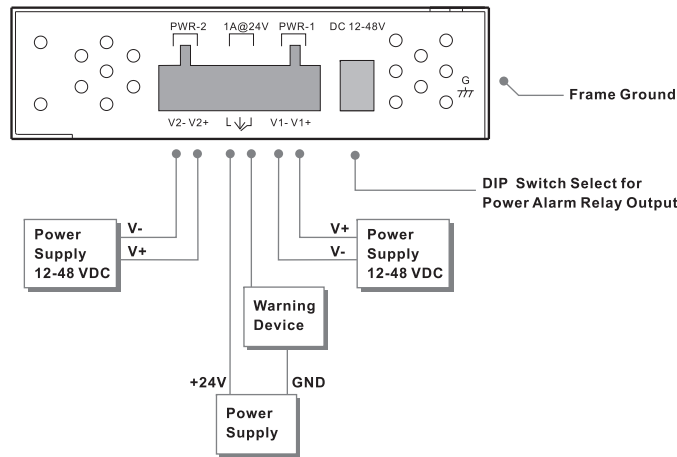 PWR-2 1A@24V PWR-1 DC 12-48V
G
V2- V2+ V1- V1+
Frame Ground
DIP Switch Select for
Power Alarm Relay Output
V-
V+
Power
Supply
12-48 VDC
V+
V-
Power
Supply
12-48 VDC
Warning
Device
+24V GND
Power
Supply